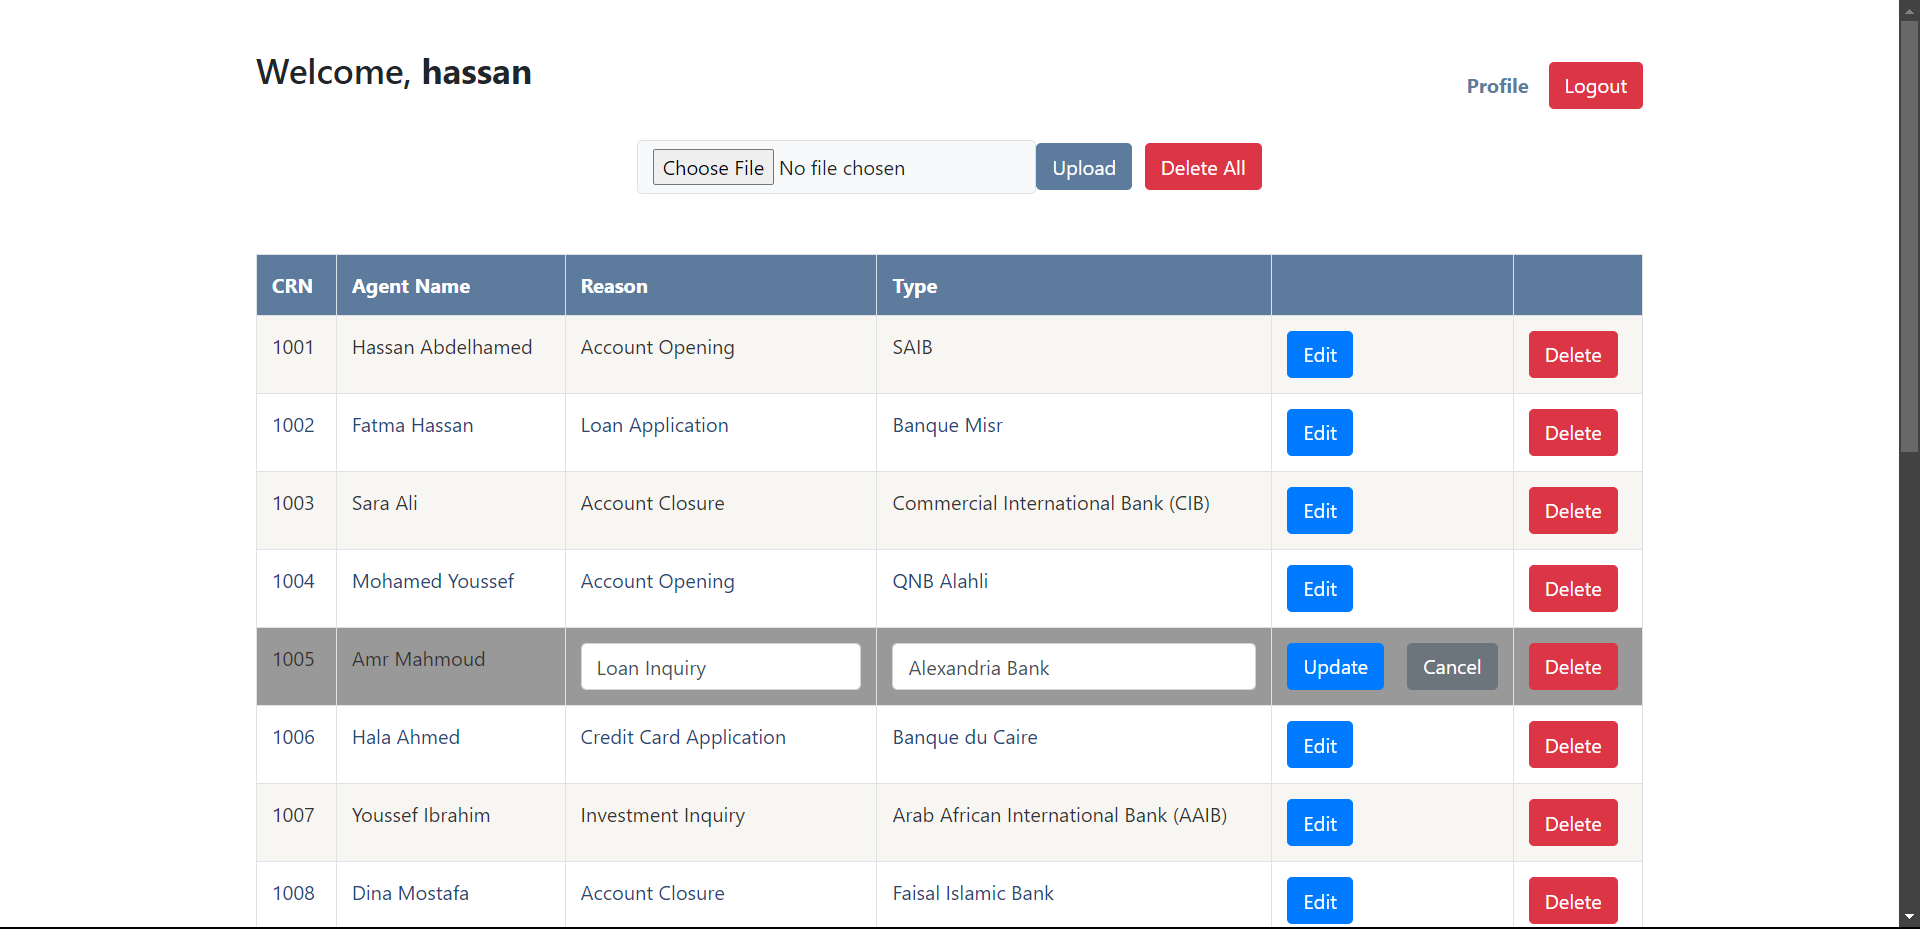 Welcome, hassan
Profile Logout
Choose File No file chosen Upload Delete All
CRN Agent Name Reason Type
1001 Hassan Abdelhamed Account Opening SAIB Edit Delete
1002 Fatma Hassan Loan Application Banque Misr Edit Delete
1003 Sara Ali Account Closure Commercial International Bank (CIB) Edit Delete
1004 Mohamed Youssef Account Opening QNB Alahli Edit Delete
1005 Amr Mahmoud Loan Inquiry Alexandria Bank Update Cancel Delete
1006 Hala Ahmed Credit Card Application Banque du Caire Edit Delete
1007 Youssef Ibrahim Investment Inquiry Arab African International Bank (AAIB) Edit Delete
1008 Dina Mostafa Account Closure Faisal Islamic Bank Edit Delete